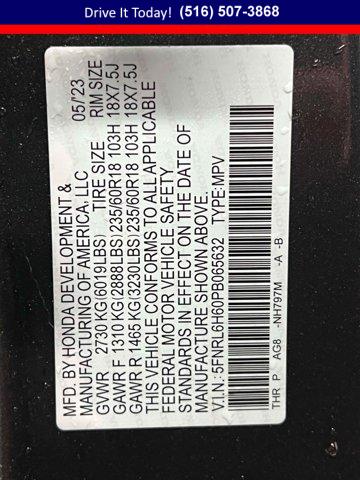 Drive It Today! (516) 507-3868
MFD. BY HONDA DEVELOPMENT &
MANUFACTURING OF AMERICA, LLC 05/'23
GVWR 2730 KG (6019LBS) TIRE SIZE RIM SIZE
GAWR F 1310 KG (2888LBS) 235/60R18 103H 18X7.5J
GAWR R 1465 KG (3230LBS) 235/60R18 103H 18X7.5J
THIS VEHICLE CONFORMS TO ALL APPLICABLE
FEDERAL MOTOR VEHICLE SAFETY
STANDARDS IN EFFECT ON THE DATE OF
MANUFACTURE SHOWN ABOVE.
V.I.N.: 5FNRL6H60PB065632 TYPE: MPV
THR P AG8 -NH797M -A -B